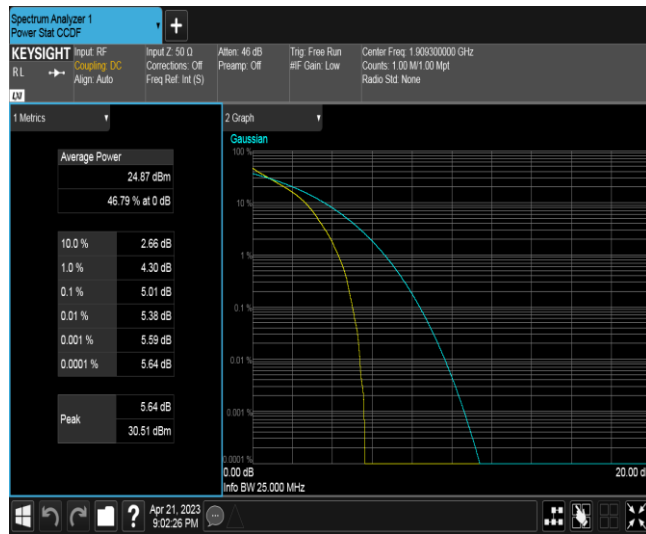 Spectrum Analyzer 1
Power Stat CCDF
+
KEYSIGHT
RL
LXI
Input: RF
Coupling: DC
Align: Auto
Input Z: 50 Ω
Corrections: Off
Freq Ref: Int (S)
Atten: 46 dB
Preamp: Off
Trig: Free Run
#IF Gain: Low
Center Freq: 1.909300000 GHz
Counts: 1.00 M/1.00 Mpt
Radio Std: None
1 Metrics
Average Power
24.87 dBm
46.79 % at 0 dB
10.0 % 2.66 dB
1.0 % 4.30 dB
0.1 % 5.01 dB
0.01 % 5.38 dB
0.001 % 5.59 dB
0.0001 % 5.64 dB
Peak
5.64 dB
30.51 dBm
2 Graph
Gaussian
100 %
10 %
1 %
0.1 %
0.01 %
0.001 %
0.0001 %
0.00 dB
20.00 d
Info BW 25.000 MHz
?
Apr 21, 2023
9:02:26 PM